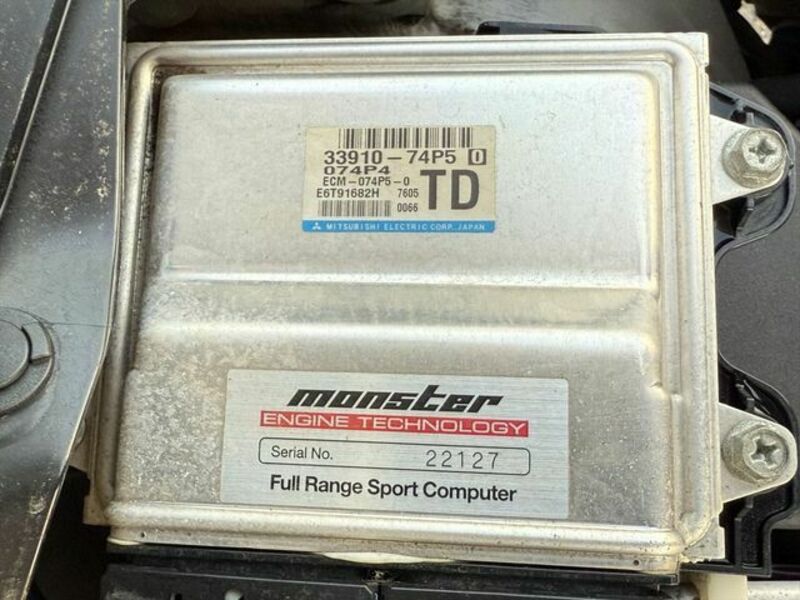 33910-74P5 0
074P4
ECM-074P5-0
E6T91682H 7605 TD
0066
MITSUBISHI ELECTRIC CORP. JAPAN
monster
ENGINE TECHNOLOGY
Serial No. 22127
Full Range Sport Computer